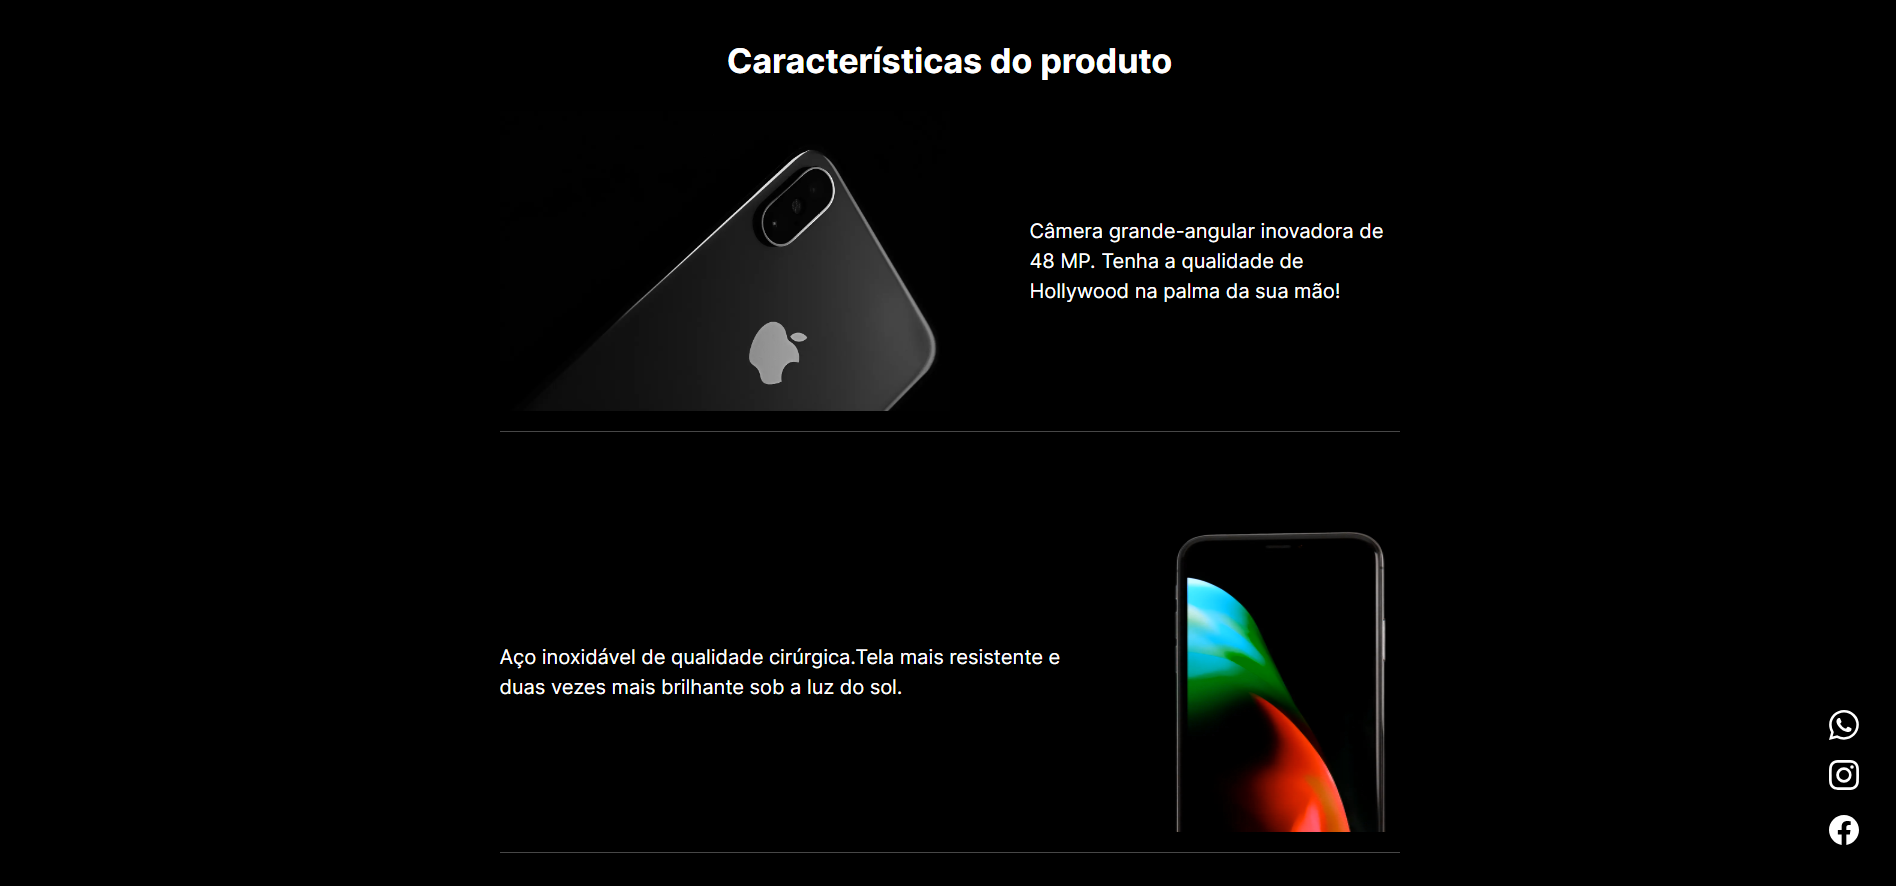 Características do produto
Câmera grande-angular inovadora de
48 MP. Tenha a qualidade de
Hollywood na palma da sua mão!
Aço inoxidável de qualidade cirúrgica.Tela mais resistente e
duas vezes mais brilhante sob a luz do sol.